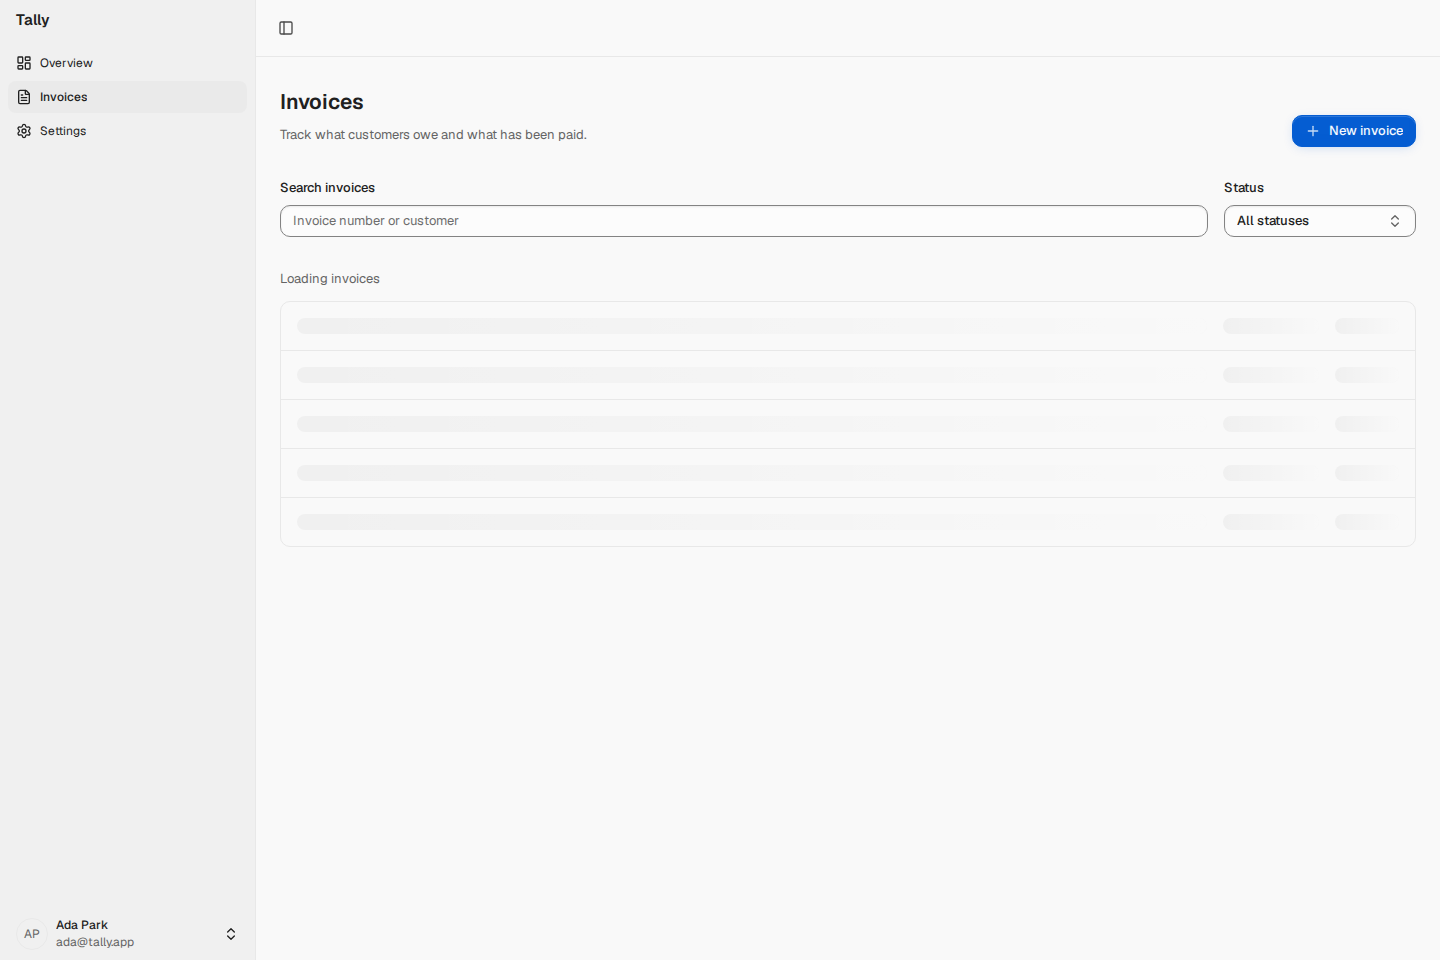 Tally
Overview
Invoices
Settings
Invoices
Track what customers owe and what has been paid.
New invoice
Search invoices
Invoice number or customer
Status
All statuses
Loading invoices
AP
Ada Park
ada@tally.app